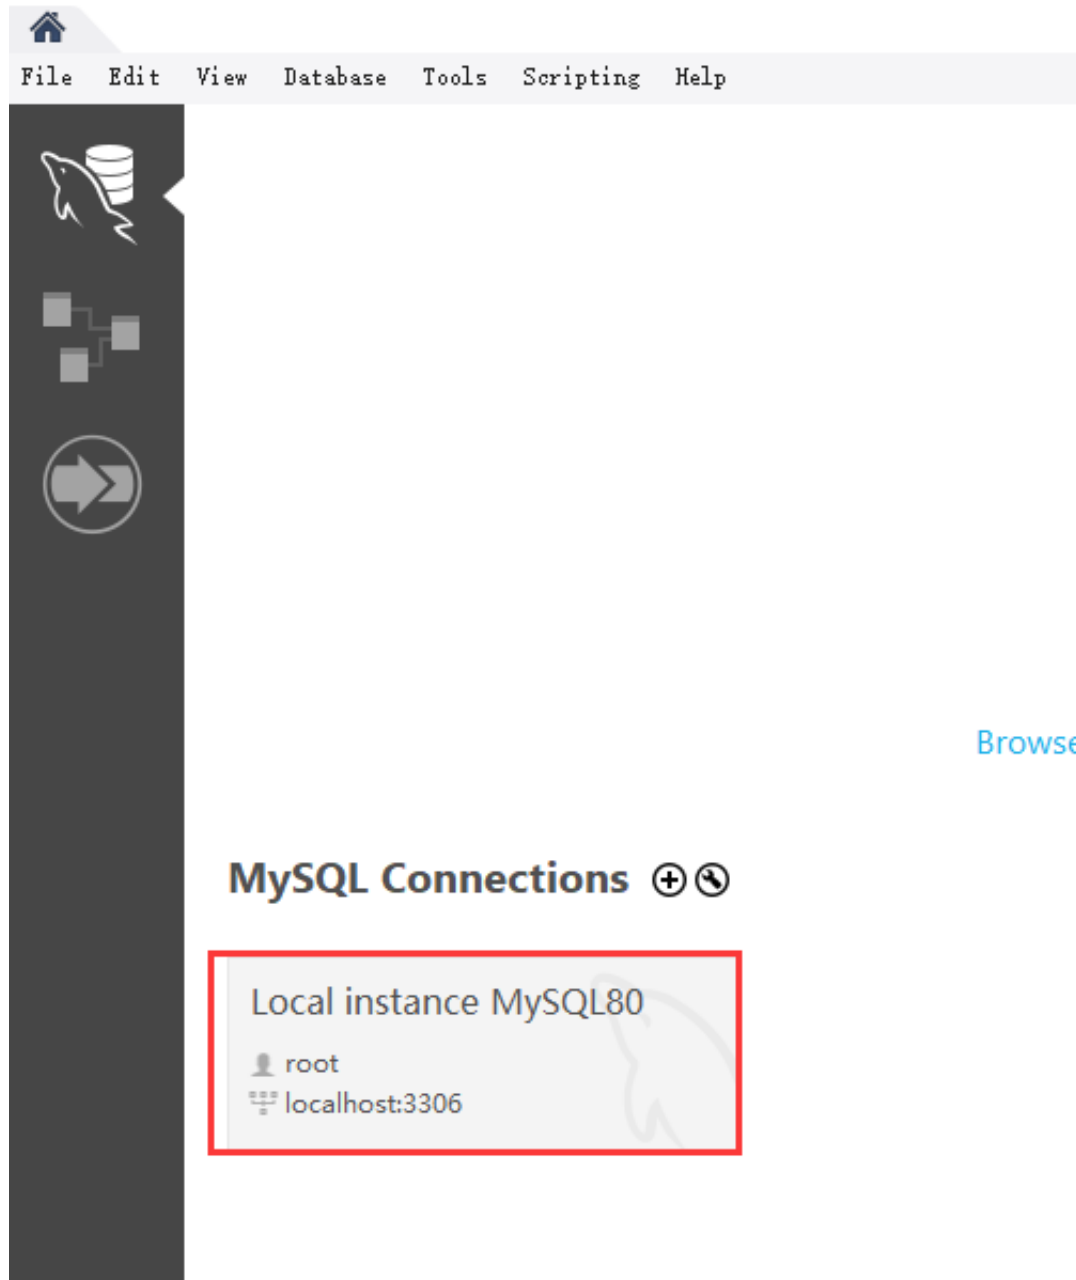 File Edit View Database Tools Scripting Help
Browse
MySQL Connections
Local instance MySQL80
root
localhost:3306